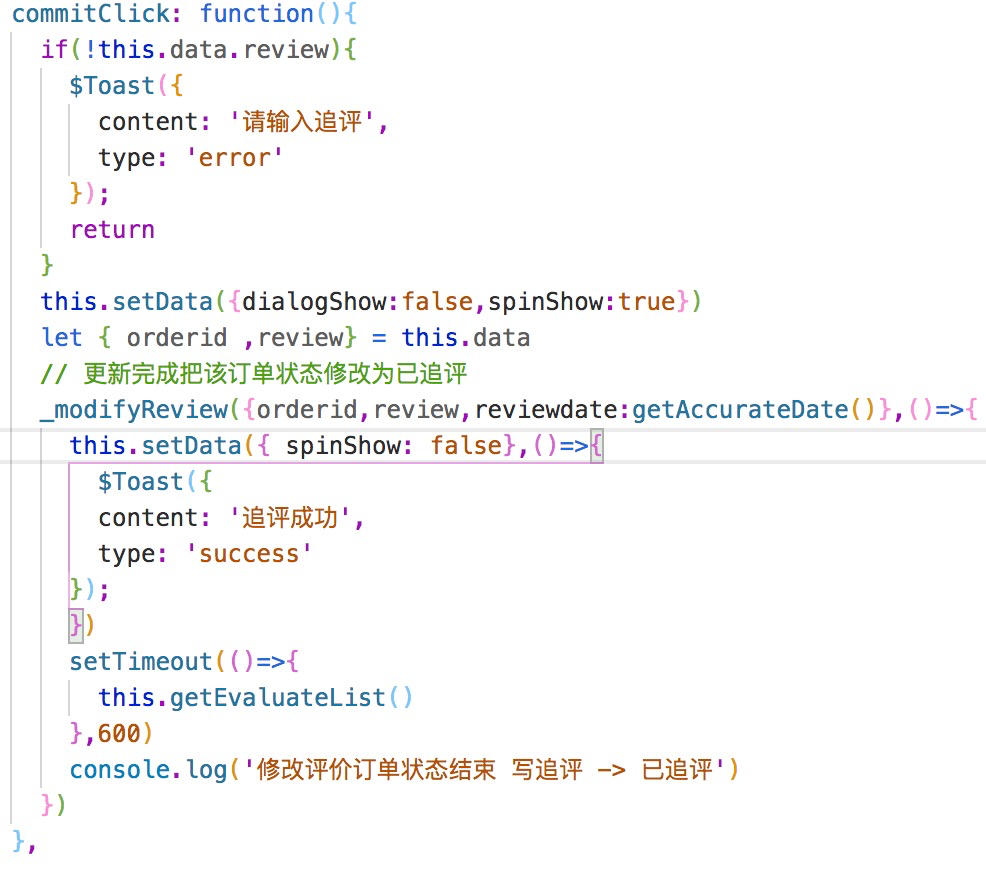 commitClick: function(){
if(!this.data.review){
$Toast({
content: '请输入追评',
type: 'error'
});
return
}
this.setData({dialogShow:false,spinShow:true})
let { orderid ,review} = this.data
// 更新完成把该订单状态修改为已追评
_modifyReview({orderid,review,reviewdate:getAccurateDate()},()=>{
this.setData({ spinShow: false},()=>{
$Toast({
content: '追评成功',
type: 'success'
});
})
setTimeout(()=>{
this.getEvaluateList()
},600)
console.log('修改评价订单状态结束 写追评 -> 已追评')
})
},